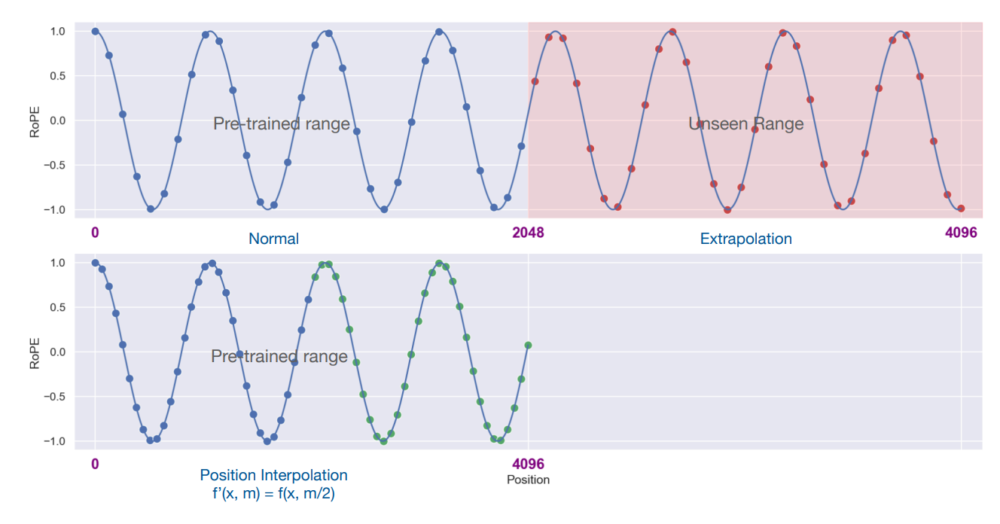 1.0
0.5
0.0
−0.5
−1.0
RoPE
Pre-trained range
Unseen Range
0
2048
4096
Normal
Extrapolation
1.0
0.5
0.0
−0.5
−1.0
RoPE
Pre-trained range
0
4096
Position
Position Interpolation
f’(x, m) = f(x, m/2)